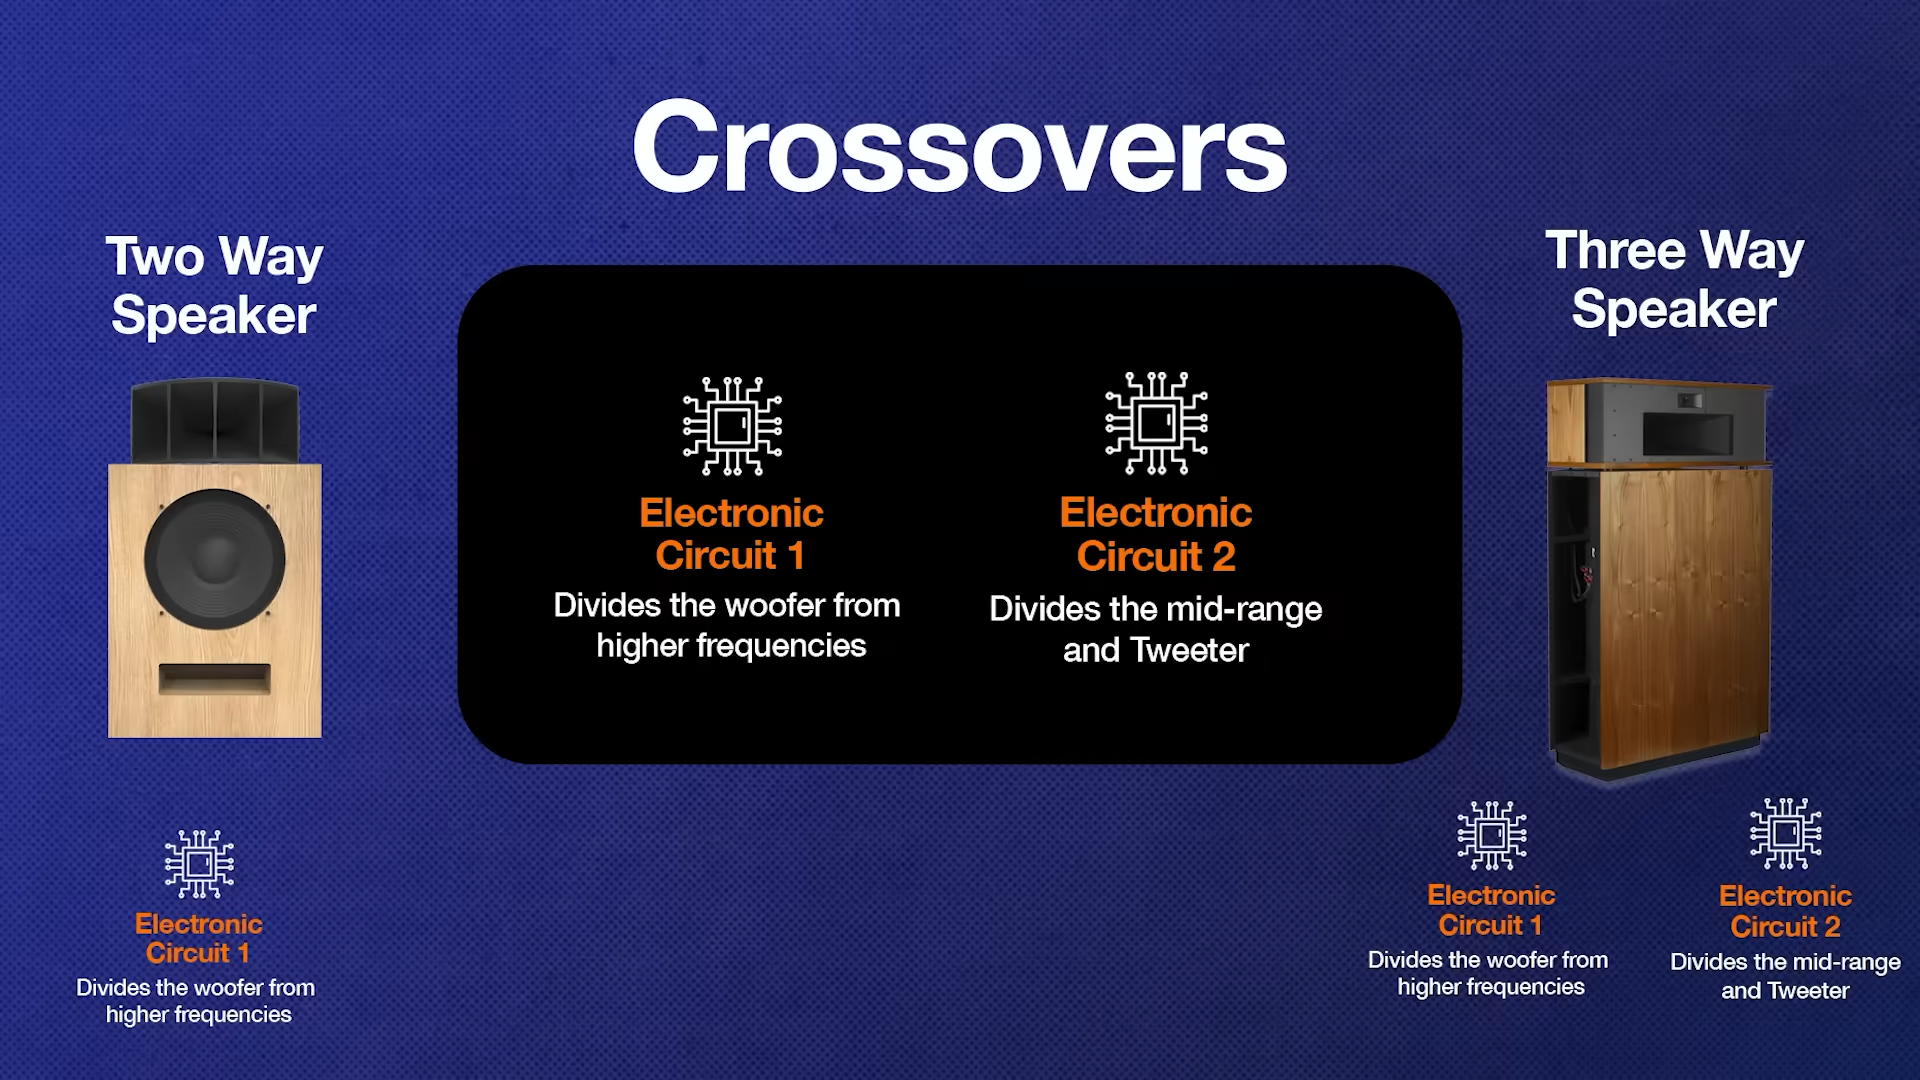 Crossovers
Two Way
Speaker
Electronic
Circuit 1
Divides the woofer from
higher frequencies
Electronic
Circuit 1
Divides the woofer from
higher frequencies
Electronic
Circuit 2
Divides the mid-range
and Tweeter
Three Way
Speaker
Electronic
Circuit 1
Divides the woofer from
higher frequencies
Electronic
Circuit 2
Divides the mid-range
and Tweeter